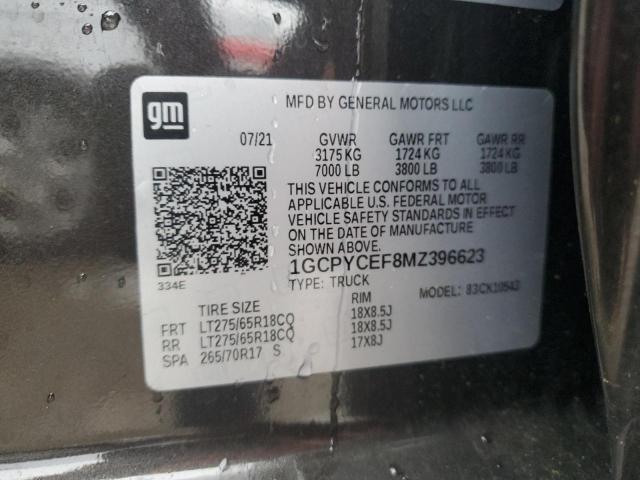 gm
MFD BY GENERAL MOTORS LLC
07/21 GVWR GAWR FRT GAWR RR
3175 KG 1724 KG 1724 KG
7000 LB 3800 LB 3800 LB
THIS VEHICLE CONFORMS TO ALL
APPLICABLE U.S. FEDERAL MOTOR
VEHICLE SAFETY STANDARDS IN EFFECT
ON THE DATE OF MANUFACTURE
SHOWN ABOVE.
1GCPYCEF8MZ396623
334E
TYPE: TRUCK MODEL: 83CK10543
TIRE SIZE RIM
FRT LT275/65R18CQ 18X8.5J
RR LT275/65R18CQ 18X8.5J
SPA 265/70R17 S 17X8J